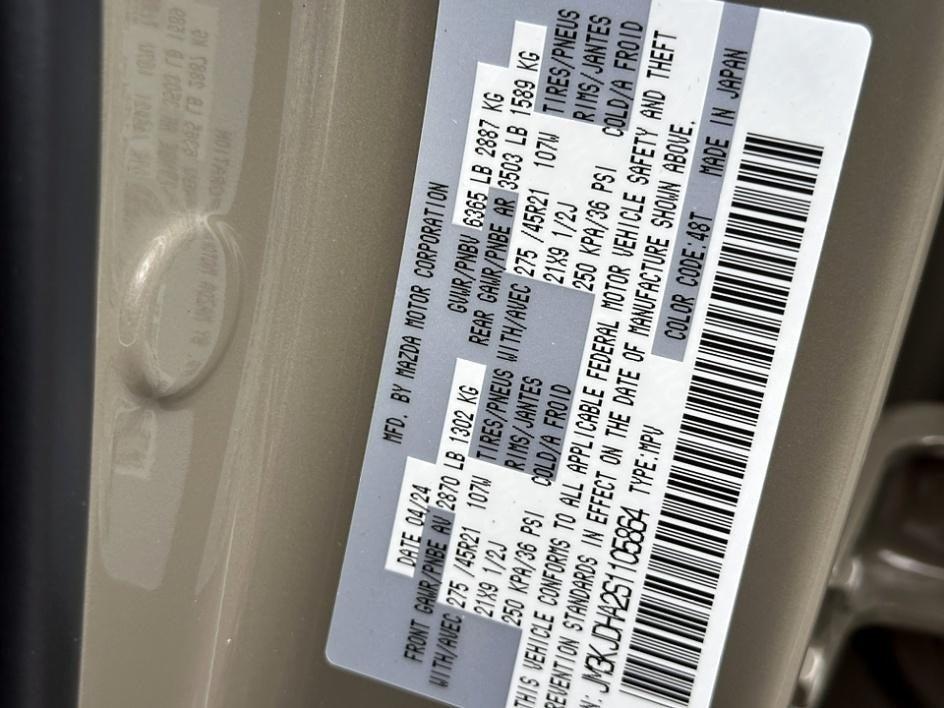 MFD. BY MAZDA MOTOR CORPORATION
DATE 04/24 GVWR/PNBV 6365 LB 2887 KG
FRONT GAWR/PNBE AV 2870 LB 1302 KG REAR GAWR/PNBE AR 3503 LB 1589 KG
WITH/AVEC 275 /45R21 107W TIRES/PNEUS WITH/AVEC 275 /45R21 107W TIRES/PNEUS
21X9 1/2J RIMS/JANTES 21X9 1/2J RIMS/JANTES
250 KPA/36 PSI COLD/A FROID 250 KPA/36 PSI COLD/A FROID
THIS VEHICLE CONFORMS TO ALL APPLICABLE FEDERAL MOTOR VEHICLE SAFETY AND THEFT
REVENTION STANDARDS IN EFFECT ON THE DATE OF MANUFACTURE SHOWN ABOVE.
N: JM3KJDHA2S1105864 TYPE:MPV COLOR CODE:48T MADE IN JAPAN